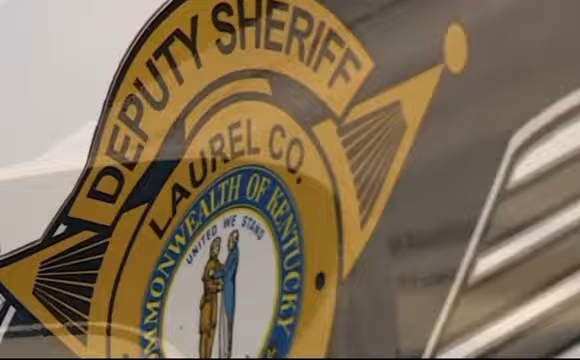 DEPUTY SHERIFF
LAUREL CO.
COMMONWEALTH OF KENTUCKY
UNITED WE STAND